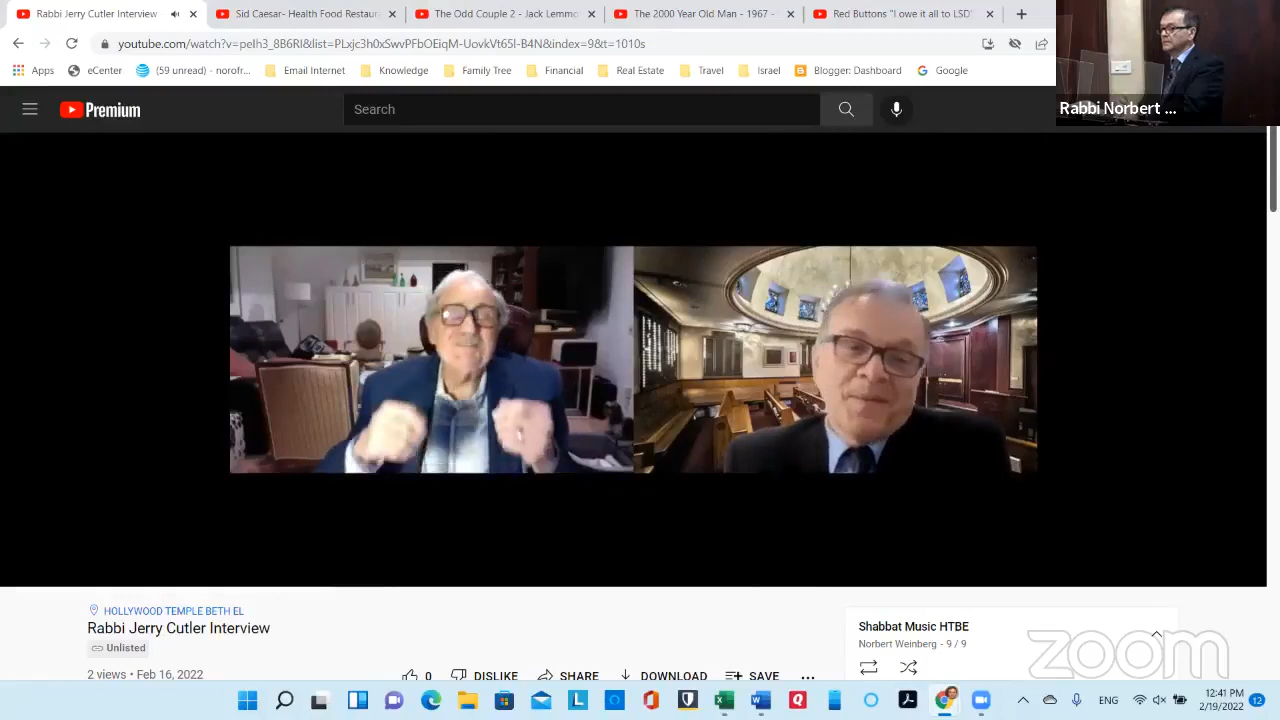 Rabbi Jerry Cutler Interview
Sid Caesar- Health Food Restaur
The Odd Couple 2 - Jack Lemmo
The 2000 Year Old Man - 1967 -
Red Buttons "I owe it all to LSD"
youtube.com/watch?v=pelh3_8B6RI&list=PLxjc3h0xSwvPFbOEiqM-UovkVt65l-B4N&index=9&t=1010s
Apps
eCenter
(59 unread) - norofr...
Email Internet
Knowledge
Family Tree
Financial
Real Estate
Travel
Israel
Blogger: Dashboard
Google
Rabbi Norbert ...
Premium
Search
HOLLYWOOD TEMPLE BETH EL
Rabbi Jerry Cutler Interview
Unlisted
2 views • Feb 16, 2022
0
DISLIKE
SHARE
DOWNLOAD
SAVE
Shabbat Music HTBE
Norbert Weinberg - 9 / 9
zoom
ENG
12:41 PM
2/19/2022
12